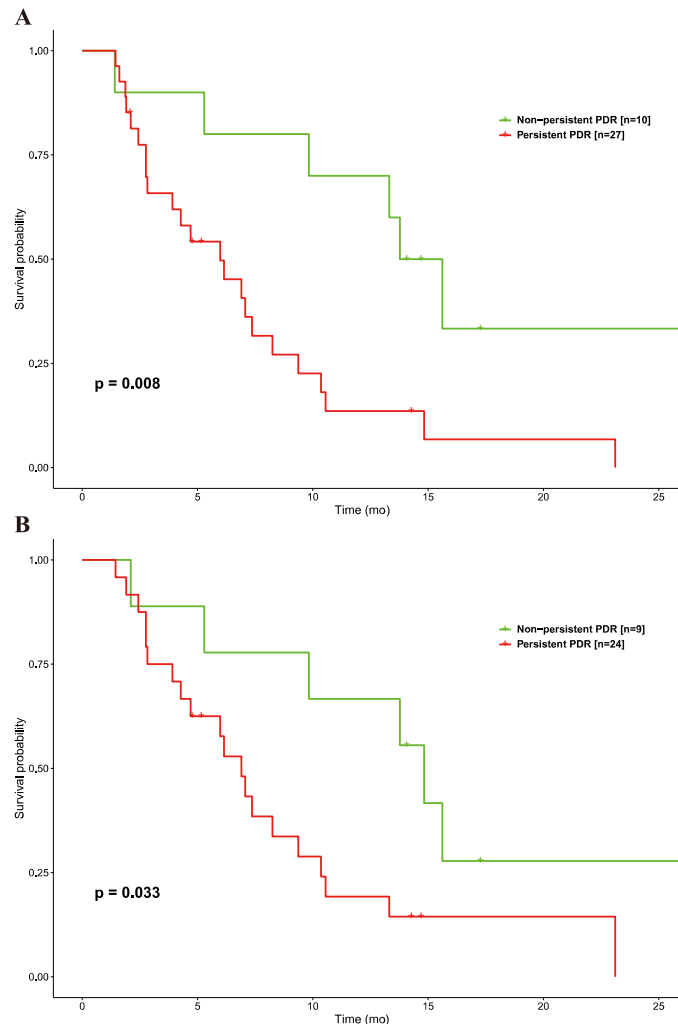 A
1.00
0.75
0.50
0.25
0.00
Survival probability
Non-persistent PDR [n=10]
Persistent PDR [n=27]
p = 0.008
0 5 10 15 20 25
Time (mo)
B
1.00
0.75
0.50
0.25
0.00
Survival probability
Non-persistent PDR [n=9]
Persistent PDR [n=24]
p = 0.033
0 5 10 15 20 25
Time (mo)